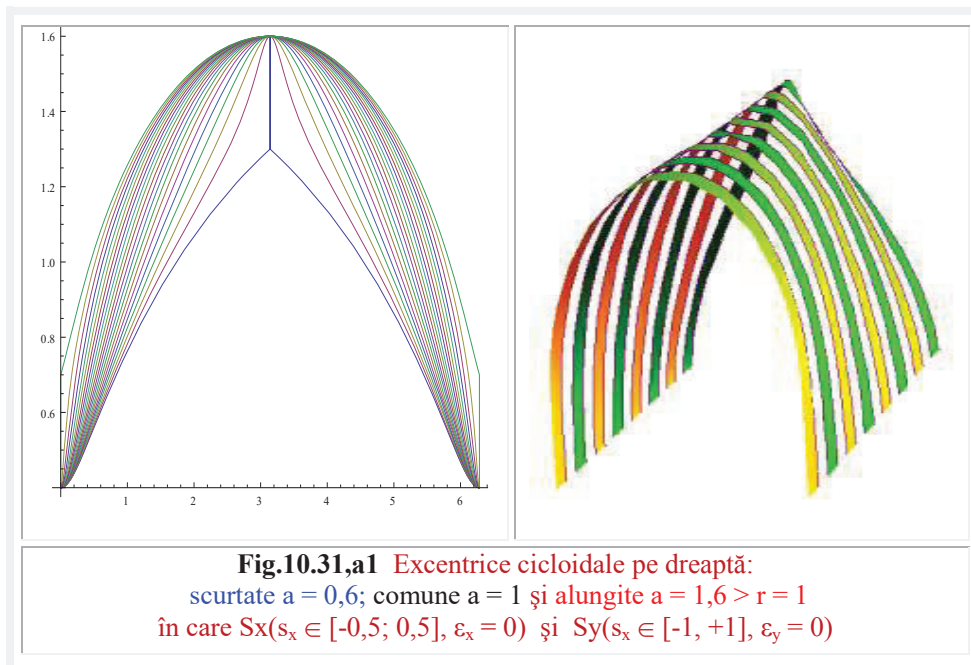 1.6
1.4
1.2
1.0
0.8
0.6
1 2 3 4 5 6
Fig.10.31,a1 Excentrice cicloidale pe dreaptă:
scurtate a = 0,6; comune a = 1 şi alungite a = 1,6 > r = 1
în care Sx(sₓ ∈ [-0,5; 0,5], εₓ = 0) şi Sy(sₓ ∈ [-1, +1], εᵧ = 0)